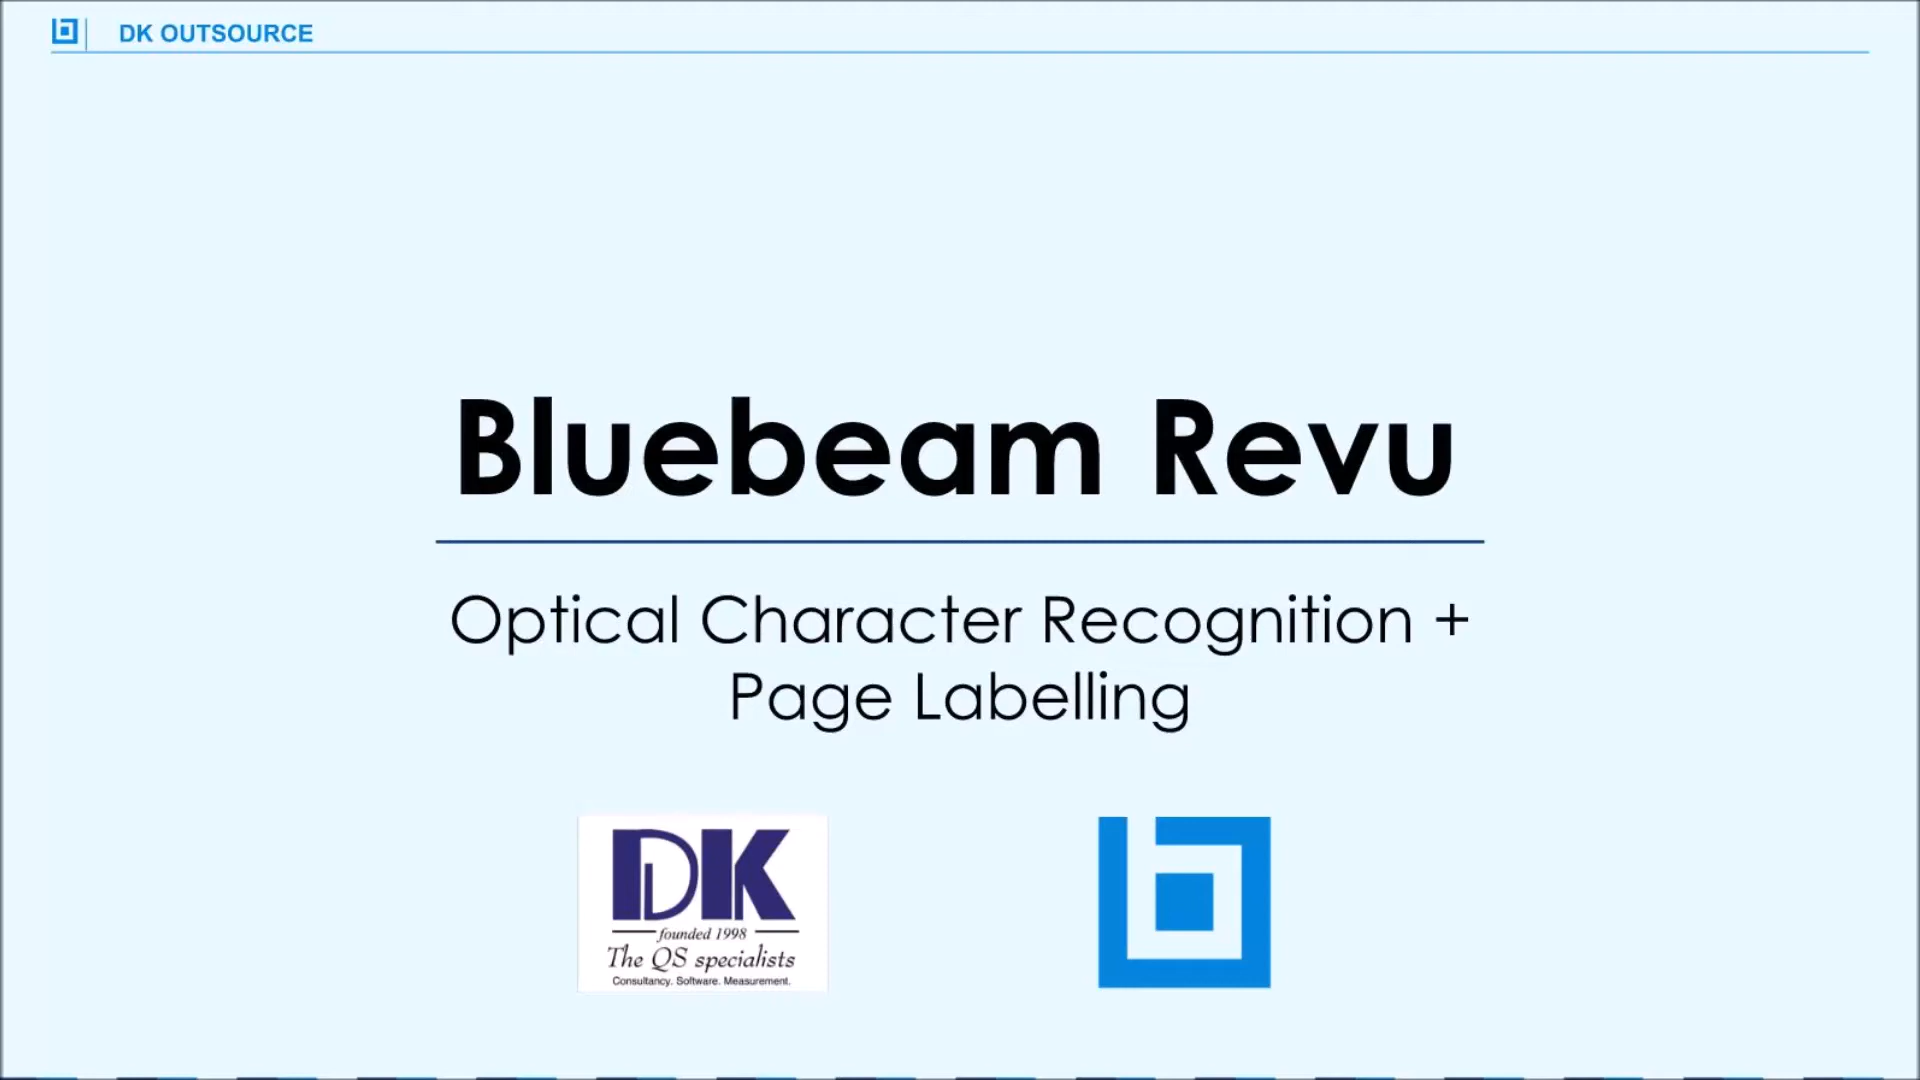 DK OUTSOURCE
Bluebeam Revu
Optical Character Recognition +
Page Labelling
DK
founded 1998
The QS specialists
Consultancy. Software. Measurement.